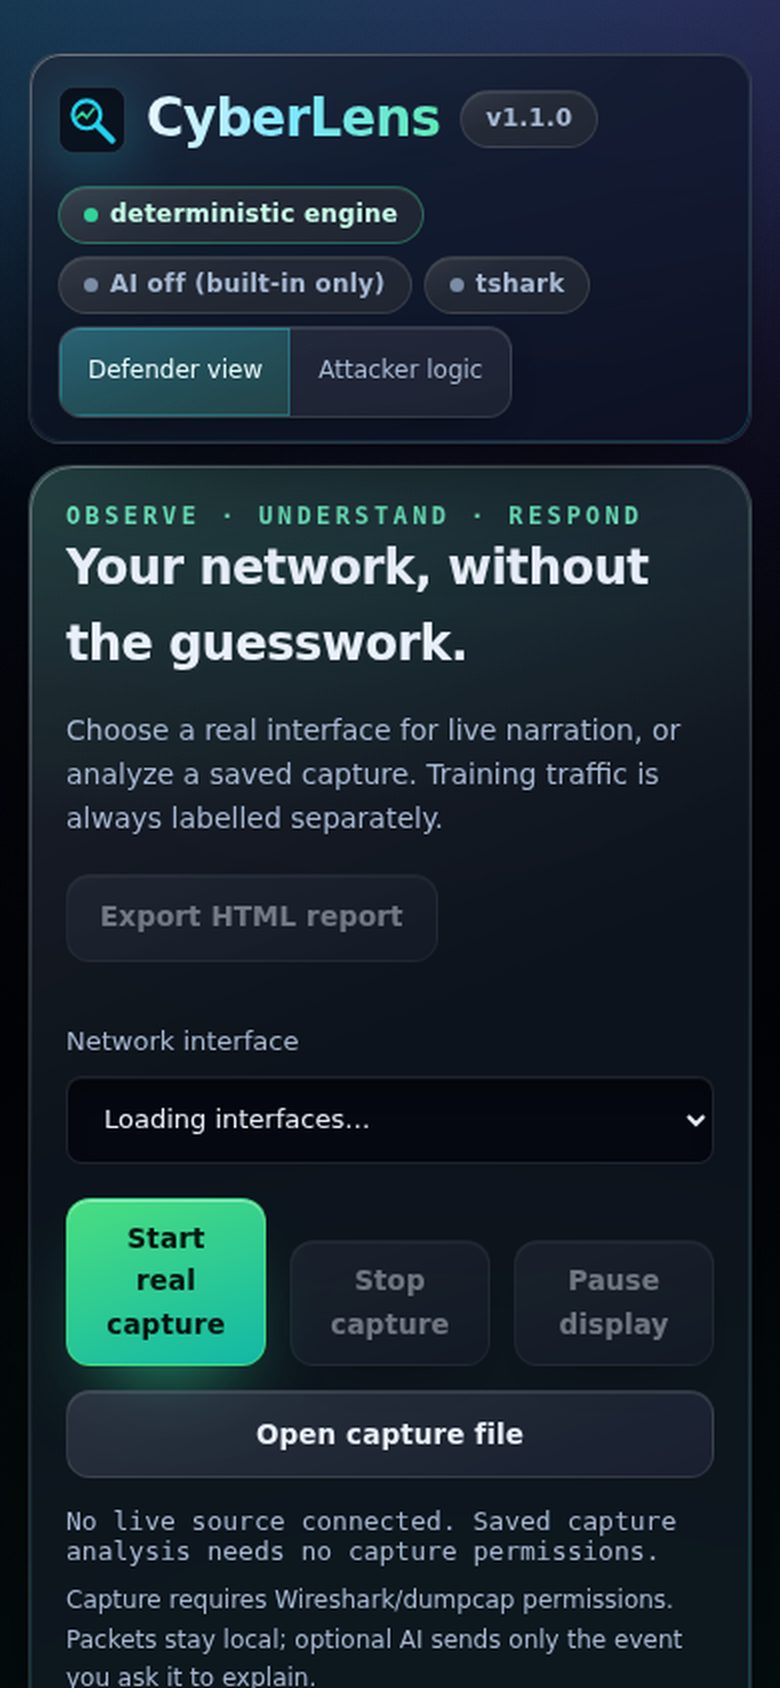 CyberLens v1.1.0
deterministic engine
AI off (built-in only) tshark
Defender view Attacker logic
OBSERVE · UNDERSTAND · RESPOND
Your network, without
the guesswork.
Choose a real interface for live narration, or
analyze a saved capture. Training traffic is
always labelled separately.
Export HTML report
Network interface
Loading interfaces...
Start
real
capture
Stop
capture
Pause
display
Open capture file
No live source connected. Saved capture
analysis needs no capture permissions.
Capture requires Wireshark/dumpcap permissions.
Packets stay local; optional AI sends only the event
you ask it to explain.